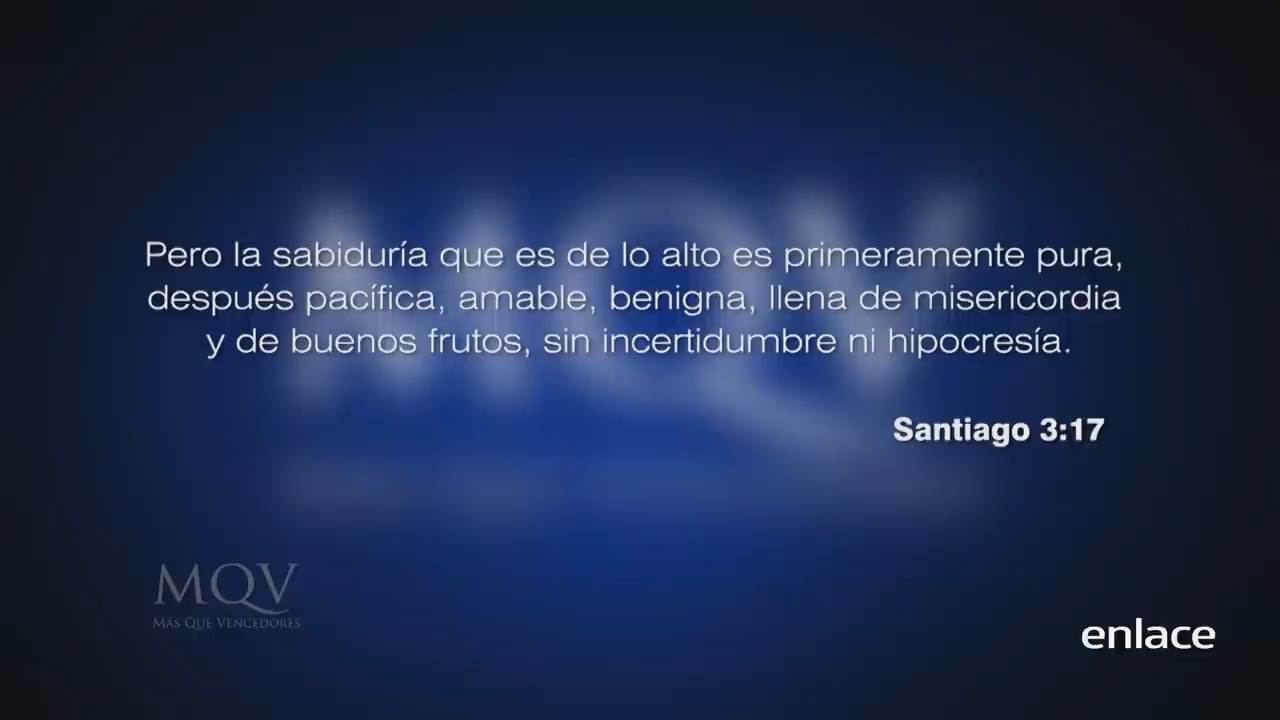 Pero la sabiduría que es de lo alto es primeramente pura,
después pacífica, amable, benigna, llena de misericordia
y de buenos frutos, sin incertidumbre ni hipocresía.
Santiago 3:17
MQV
MQV
MÁS QUE VENCEDORES
enlace